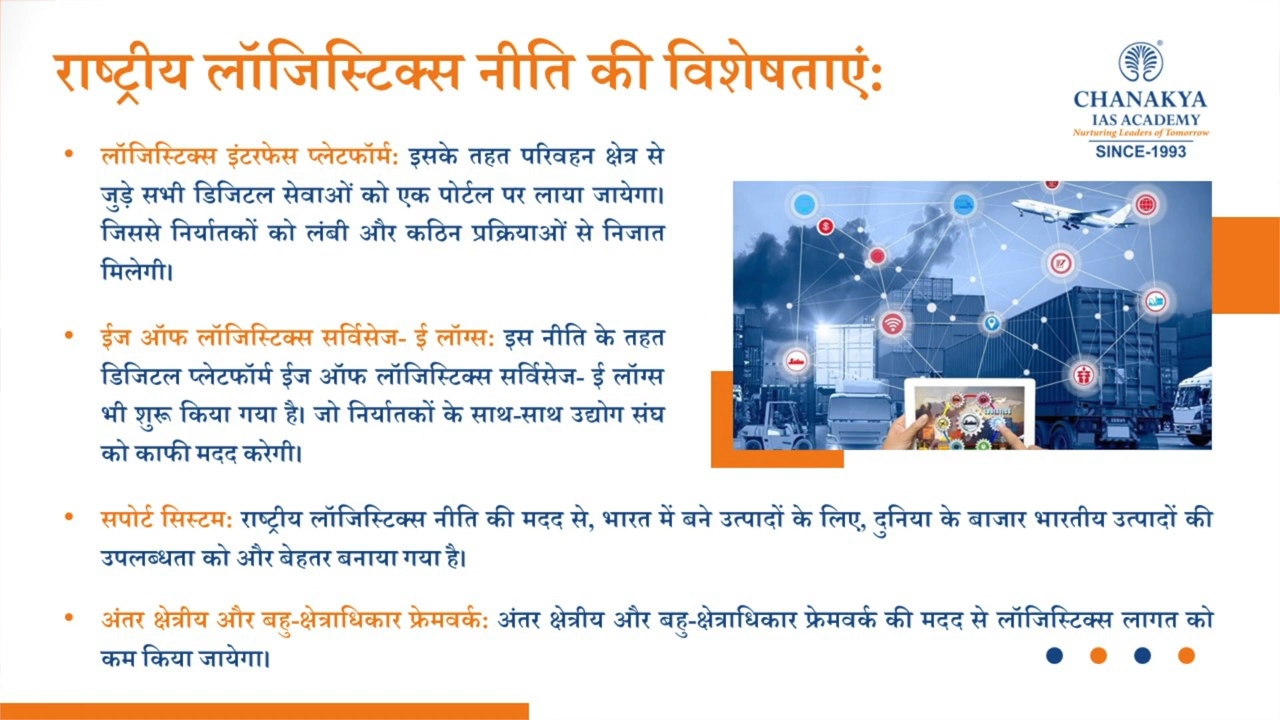 राष्ट्रीय लॉजिस्टिक्स नीति की विशेषताएं:
CHANAKYA
IAS ACADEMY
Nurturing Leaders of Tomorrow
SINCE-1993
• लॉजिस्टिक्स इंटरफेस प्लेटफॉर्म: इसके तहत परिवहन क्षेत्र से
जुड़े सभी डिजिटल सेवाओं को एक पोर्टल पर लाया जायेगा।
जिससे निर्यातकों को लंबी और कठिन प्रक्रियाओं से निजात
मिलेगी।
• ईज ऑफ लॉजिस्टिक्स सर्विसेज- ई लॉग्स: इस नीति के तहत
डिजिटल प्लेटफॉर्म ईज ऑफ लॉजिस्टिक्स सर्विसेज- ई लॉग्स
भी शुरू किया गया है। जो निर्यातकों के साथ-साथ उद्योग संघ
को काफी मदद करेगी।
• सपोर्ट सिस्टम: राष्ट्रीय लॉजिस्टिक्स नीति की मदद से, भारत में बने उत्पादों के लिए, दुनिया के बाजार भारतीय उत्पादों की
उपलब्धता को और बेहतर बनाया गया है।
• अंतर क्षेत्रीय और बहु-क्षेत्राधिकार फ्रेमवर्क: अंतर क्षेत्रीय और बहु-क्षेत्राधिकार फ्रेमवर्क की मदद से लॉजिस्टिक्स लागत को
कम किया जायेगा।